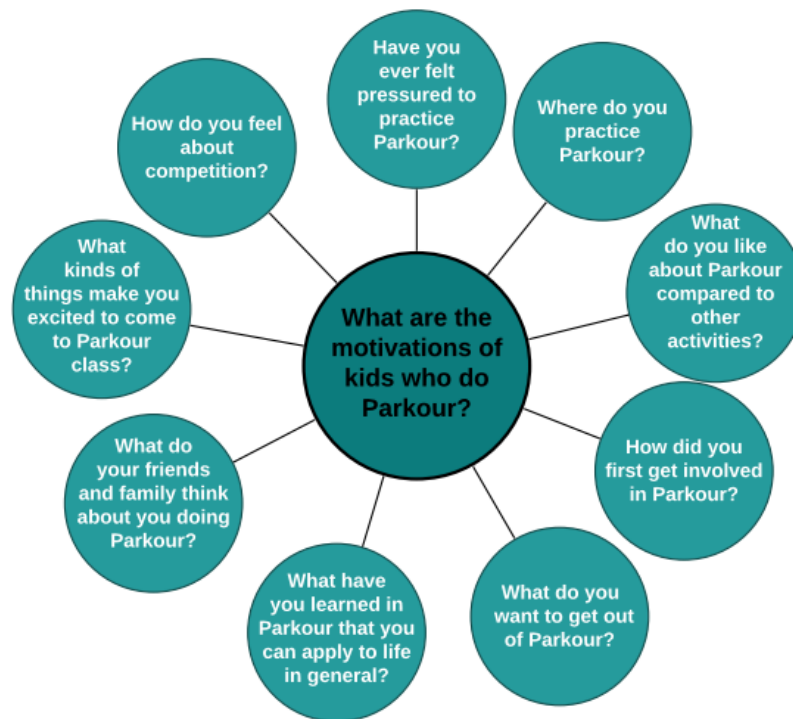 Have you
ever felt
pressured to
practice
Parkour?
Where do you
practice
Parkour?
What
do you like
about Parkour
compared to
other
activities?
How did you
first get involved
in Parkour?
What do you
want to get out
of Parkour?
What have
you learned in
Parkour that you
can apply to life
in general?
What do
your friends
and family think
about you doing
Parkour?
What
kinds of
things make you
excited to come
to Parkour
class?
How do you feel
about
competition?
What are the
motivations of
kids who do
Parkour?